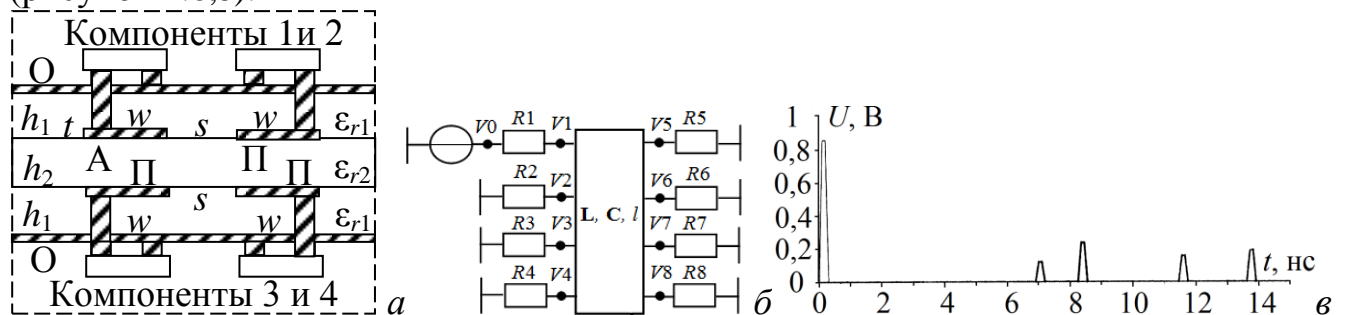 (рисунок
Компоненты 1и 2
О
h1 t w s w εr1
А П П П
h2 s εr2
h1 w w εr1
О
Компоненты 3 и 4
а
V0 R1 V1 V5 R5
R2 V2 V6 R6
L, C, l
R3 V3 V7 R7
R4 V4 V8 R8
б
1 U, В
0,8
0,6
0,4
0,2
0
t, нс
0 2 4 6 8 10 12 14
в